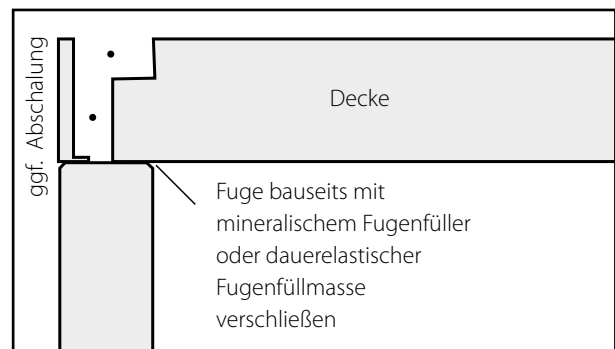 ggf. Abschalung
Decke
Fuge bauseits mit
mineralischem Fugenfüller
oder dauerelastischer
Fugenfüllmasse
verschließen